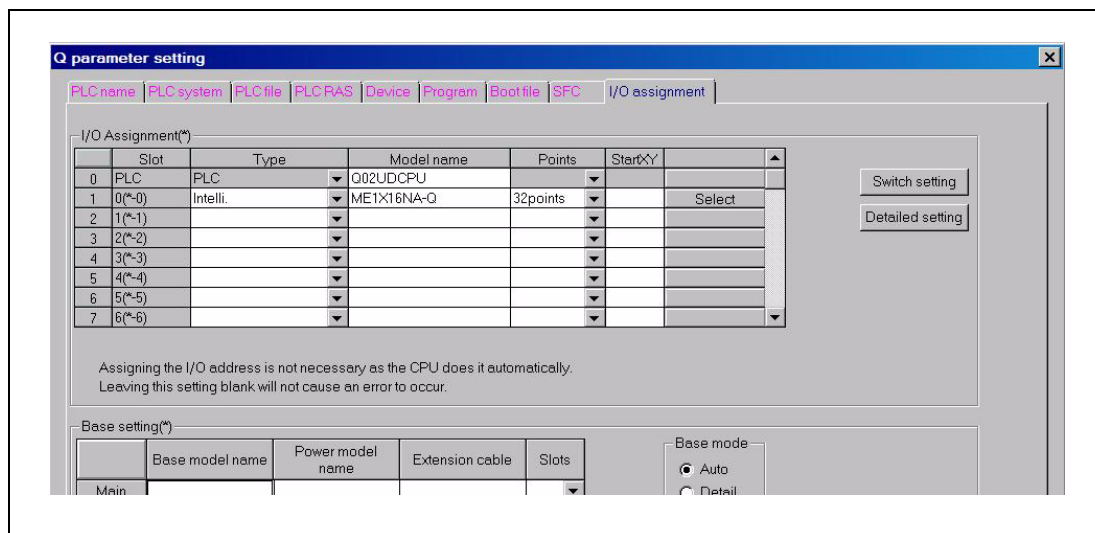 Q parameter setting
PLC name PLC system PLC file PLC RAS Device Program Boot file SFC I/O assignment
I/O Assignment(*)
Slot Type Model name Points StartXY
0 PLC PLC Q02UDCPU
1 0(*-0) Intelli. ME1X16NA-Q 32points Select
2 1(*-1)
3 2(*-2)
4 3(*-3)
5 4(*-4)
6 5(*-5)
7 6(*-6)
Switch setting
Detailed setting
Assigning the I/O address is not necessary as the CPU does it automatically.
Leaving this setting blank will not cause an error to occur.
Base setting(*)
Base model name Power model name Extension cable Slots
Main
Base mode
Auto
Detail